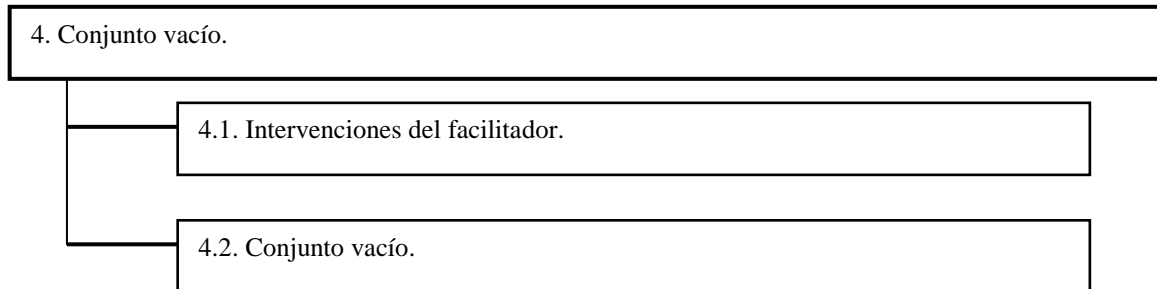 4. Conjunto vacío.
4.1. Intervenciones del facilitador.
4.2. Conjunto vacío.